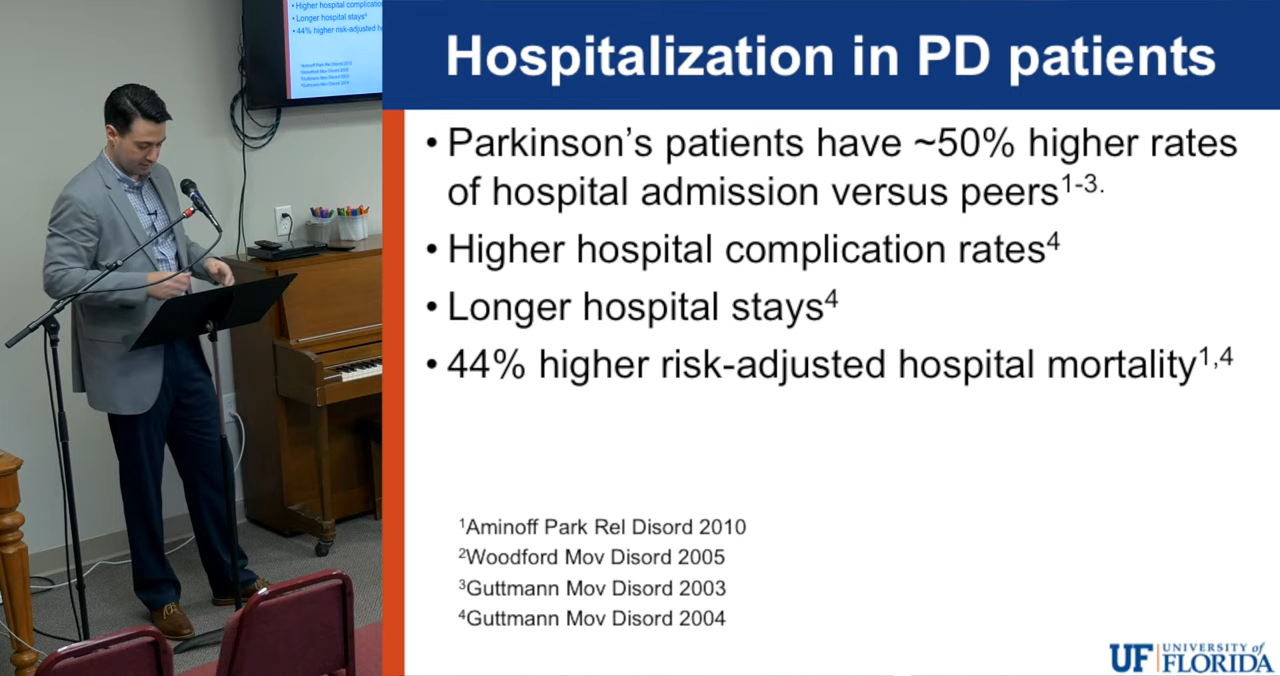 Higher hospital complicatio
• Longer hospital stays4
• 44% higher risk-adjusted h
Hospitalization in PD patients
• Parkinson’s patients have ~50% higher rates
of hospital admission versus peers1-3.
• Higher hospital complication rates4
• Longer hospital stays4
• 44% higher risk-adjusted hospital mortality1,4
1Aminoff Park Rel Disord 2010
2Woodford Mov Disord 2005
3Guttmann Mov Disord 2003
4Guttmann Mov Disord 2004
UF UNIVERSITY of
FLORIDA